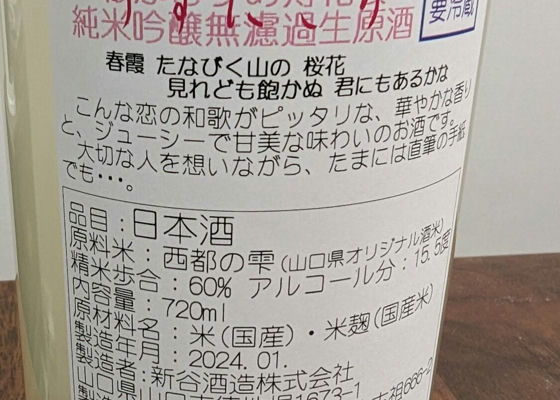 純米吟醸無濾過生原酒
要冷蔵
春霞 たなびく山の 桜花
見れども飽かぬ 君にもあるかな
こんな恋の和歌がピッタリな、華やかな香り
と、ジューシーで甘美な味わいのお酒です。
大切な人を想いながら、たまには直筆の手紙
でも・・・。
品目：日本酒
原料米：西都の雫(山口県オリジナル酒米)
精米歩合：60% アルコール分：15.5度
内容量：720ml
原材料名：米(国産)・米麹(国産米)
製造年月：2024.01.
製造者:新谷酒造株式会社
1673-1
666-2